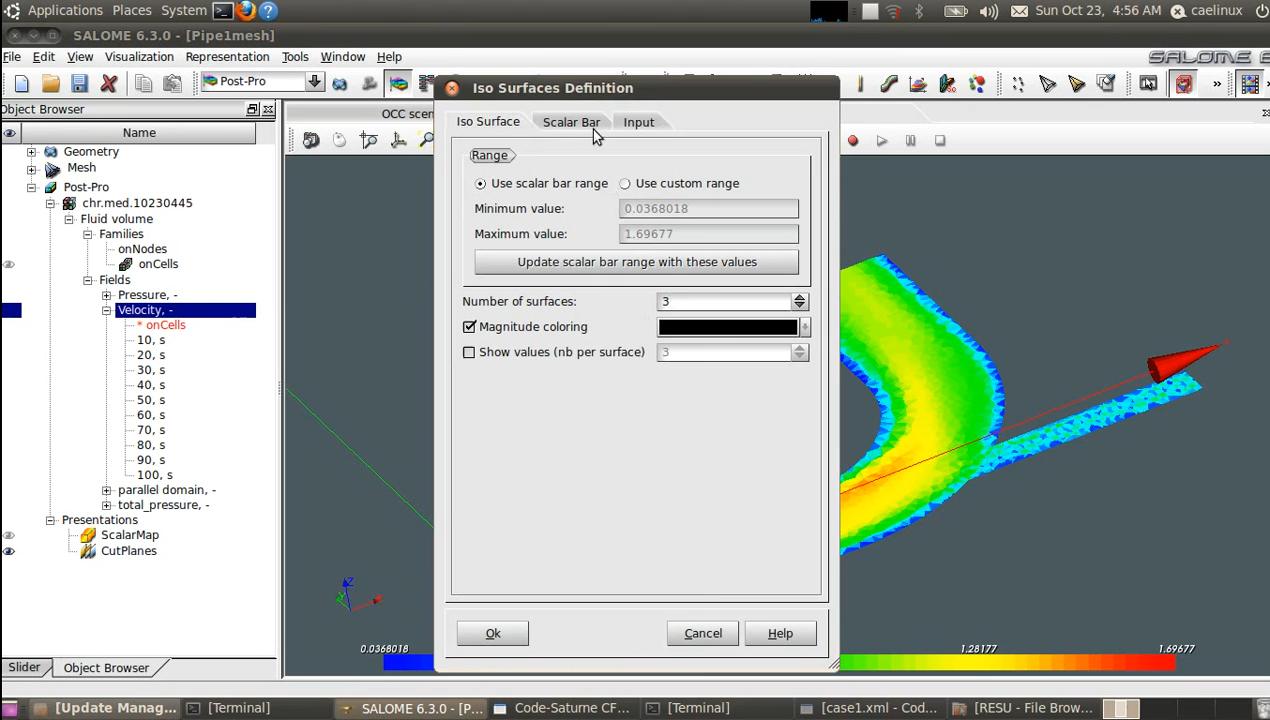 Applications Places System Sun Oct 23, 4:56 AM caelinux
SALOME 6.3.0 - [Pipe1mesh]
File Edit View Visualization Representation Tools Window Help
SALOME
Post-Pro
»
»
Object Browser
Name
Geometry
Mesh
Post-Pro
chr.med.10230445
Fluid volume
Families
onNodes
onCells
Fields
Pressure, -
Velocity, -
* onCells
10, s
20, s
30, s
40, s
50, s
60, s
70, s
80, s
90, s
100, s
parallel domain, -
total_pressure, -
Presentations
ScalarMap
CutPlanes
Slider Object Browser
OCC scen
Iso Surfaces Definition
Iso Surface Scalar Bar Input
Range
Use scalar bar range Use custom range
Minimum value: 0.0368018
Maximum value: 1.69677
Update scalar bar range with these values
Number of surfaces: 3
Magnitude coloring
Show values (nb per surface) 3
Ok Cancel Help
Z
0.0368018 1.28177 1.69677
[Update Manag... [Terminal] SALOME 6.3.0 - [P... Code-Saturne CF... [Terminal] [case1.xml - Cod... [RESU - File Brow...